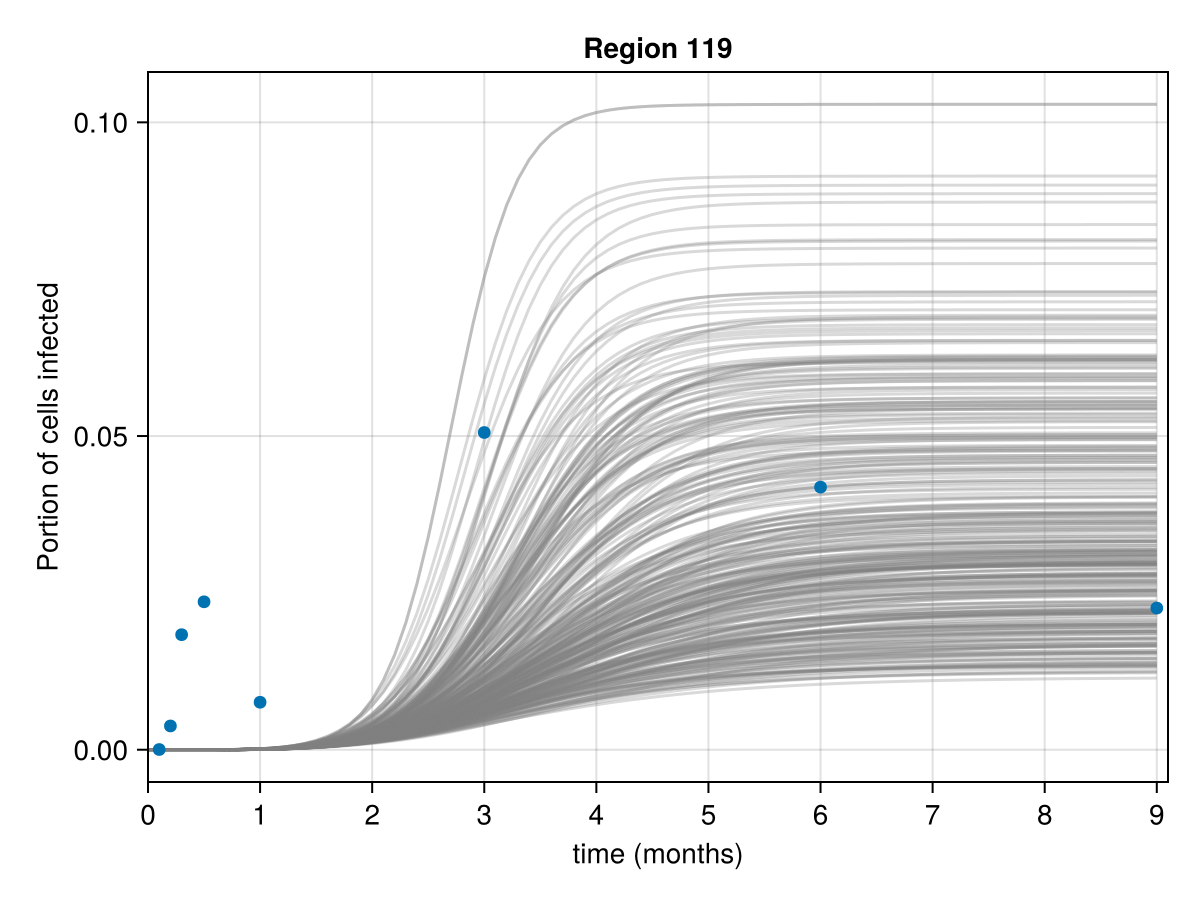 Region 119
0.10
0.05
0.00
Portion of cells infected
0 1 2 3 4 5 6 7 8 9
time (months)